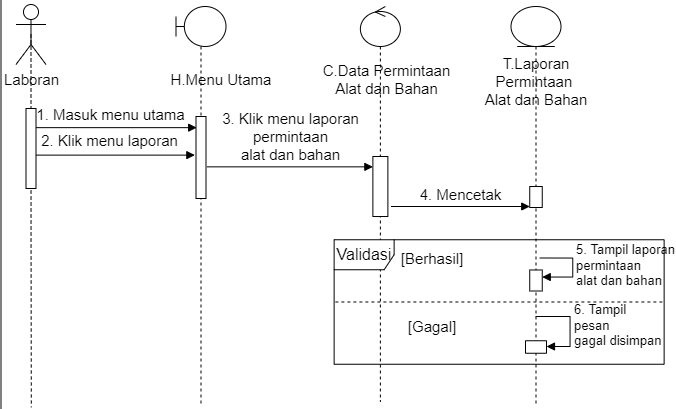 Laboran
H.Menu Utama
C.Data Permintaan
Alat dan Bahan
T.Laporan
Permintaan
Alat dan Bahan
1. Masuk menu utama
2. Klik menu laporan
3. Klik menu laporan
permintaan
alat dan bahan
4. Mencetak
Validasi
[Berhasil]
5. Tampil laporan
permintaan
alat dan bahan
[Gagal]
6. Tampil
pesan
gagal disimpan